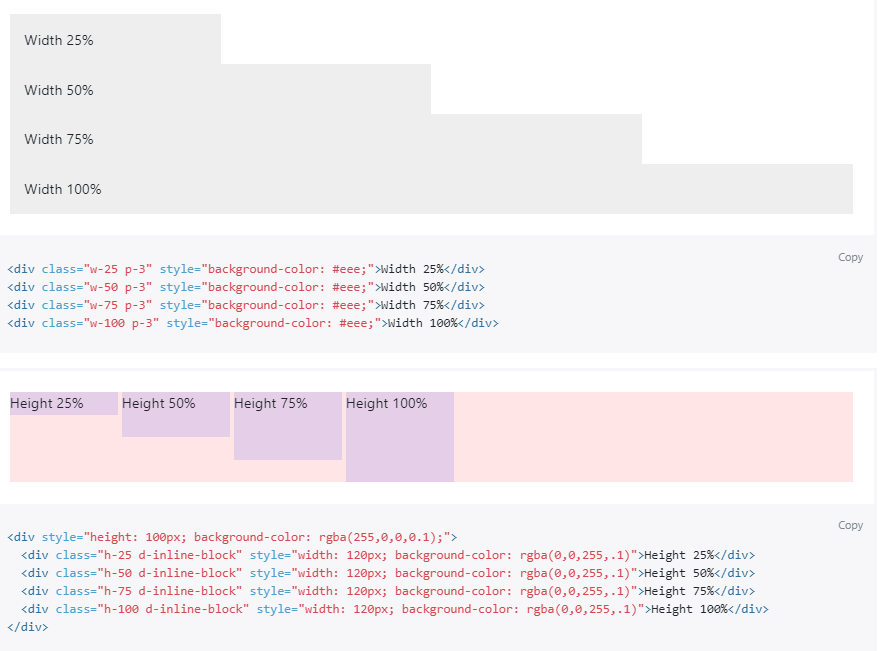 Width 25%
Width 50%
Width 75%
Width 100%
Copy
<div class="w-25 p-3" style="background-color: #eee;">Width 25%</div>
<div class="w-50 p-3" style="background-color: #eee;">Width 50%</div>
<div class="w-75 p-3" style="background-color: #eee;">Width 75%</div>
<div class="w-100 p-3" style="background-color: #eee;">Width 100%</div>
Height 25% Height 50% Height 75% Height 100%
Copy
<div style="height: 100px; background-color: rgba(255,0,0,0.1);">
  <div class="h-25 d-inline-block" style="width: 120px; background-color: rgba(0,0,255,.1)">Height 25%</div>
  <div class="h-50 d-inline-block" style="width: 120px; background-color: rgba(0,0,255,.1)">Height 50%</div>
  <div class="h-75 d-inline-block" style="width: 120px; background-color: rgba(0,0,255,.1)">Height 75%</div>
  <div class="h-100 d-inline-block" style="width: 120px; background-color: rgba(0,0,255,.1)">Height 100%</div>
</div>